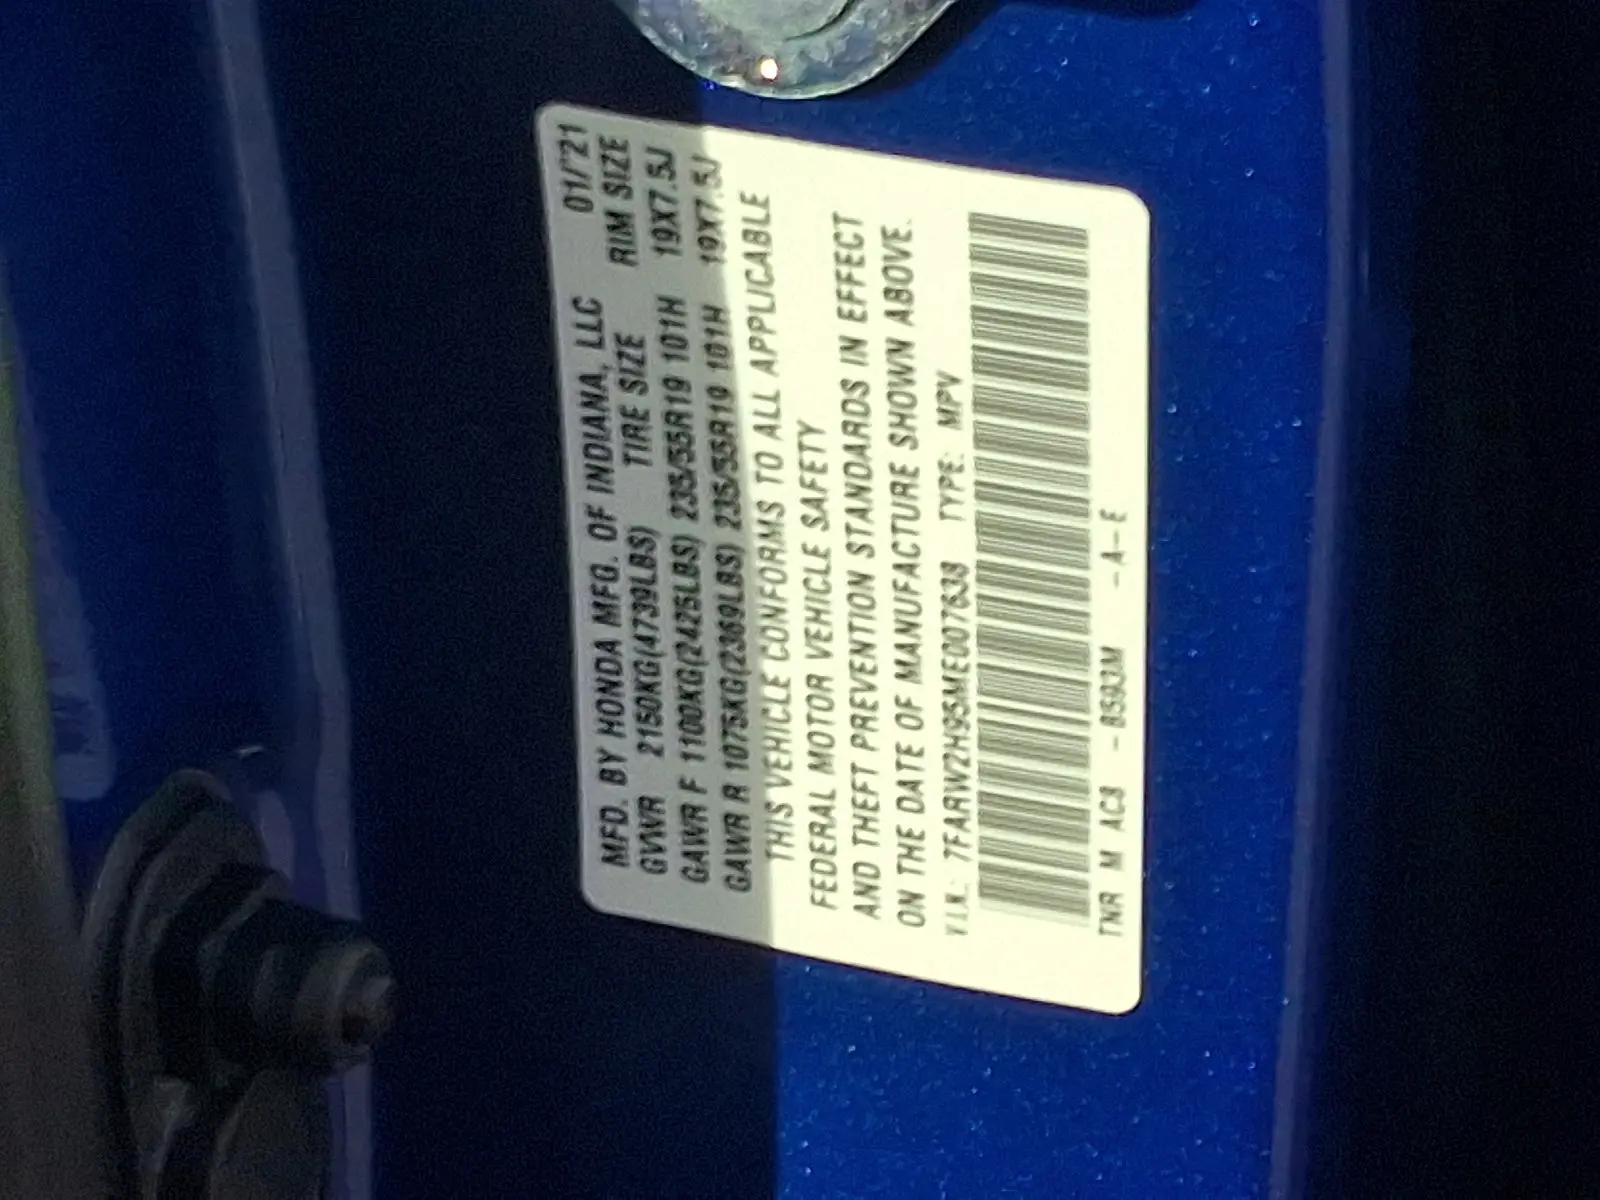 MFD. BY HONDA MFG. OF INDIANA, LLC 01/'21
GVWR 2150KG(4739LBS) TIRE SIZE RIM SIZE
GAWR F 1100KG(2425LBS) 235/55R19 101H 19X7.5J
GAWR R 1075KG(2369LBS) 235/55R19 101H 19X7.5J
THIS VEHICLE CONFORMS TO ALL APPLICABLE
FEDERAL MOTOR VEHICLE SAFETY
AND THEFT PREVENTION STANDARDS IN EFFECT
ON THE DATE OF MANUFACTURE SHOWN ABOVE.
V.I.N.: 7FARW2H95ME007638 TYPE: MPV
TNR M AC8 -B593M -A-E